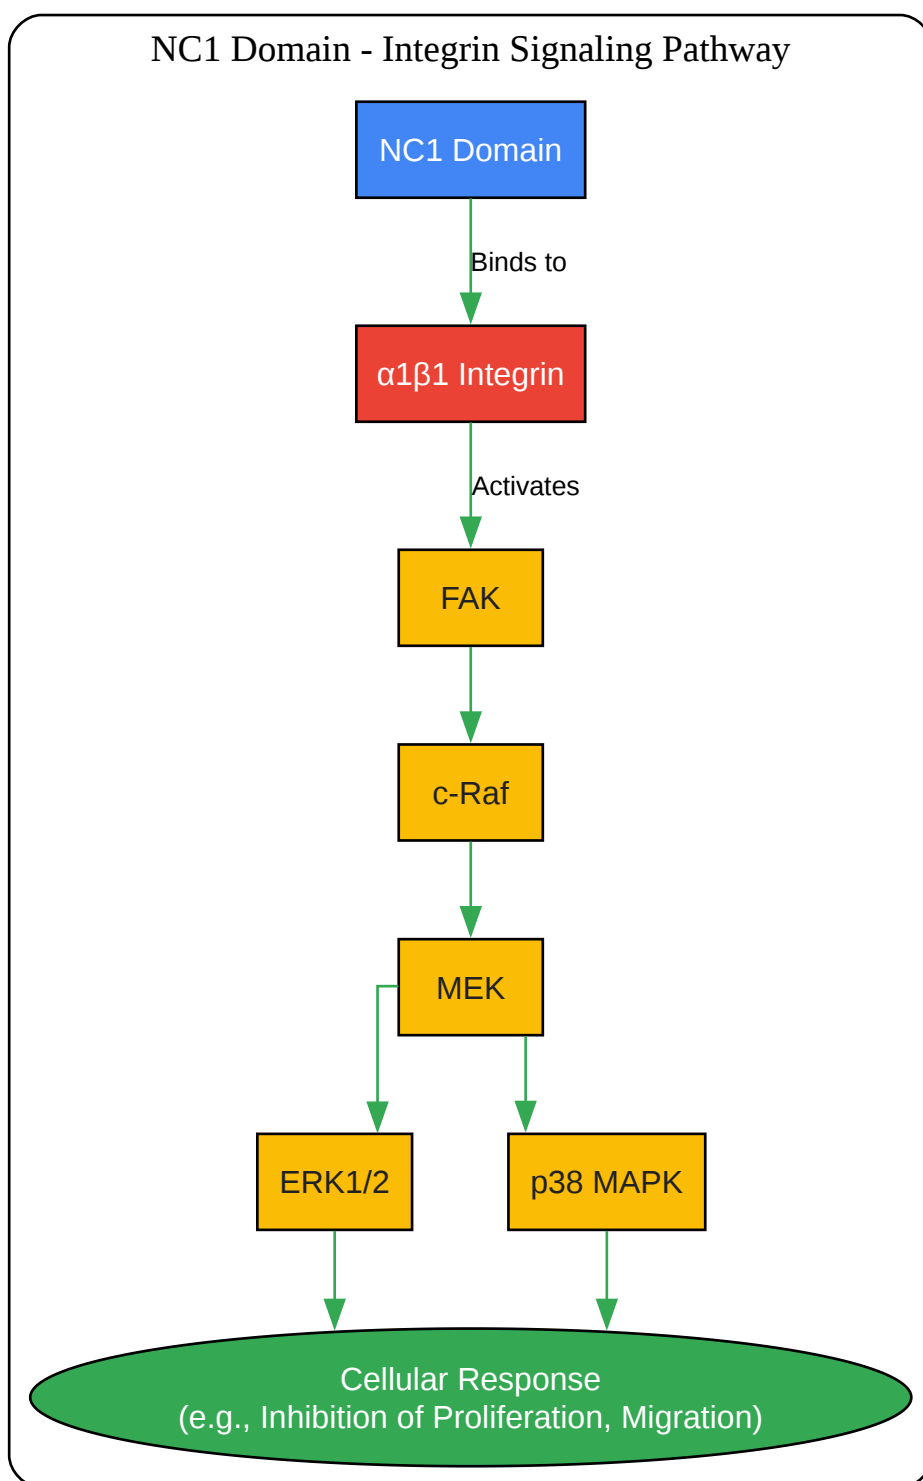 NC1 Domain - Integrin Signaling Pathway
NC1 Domain
Binds to
α1β1 Integrin
Activates
FAK
c-Raf
MEK
ERK1/2
p38 MAPK
Cellular Response
(e.g., Inhibition of Proliferation, Migration)